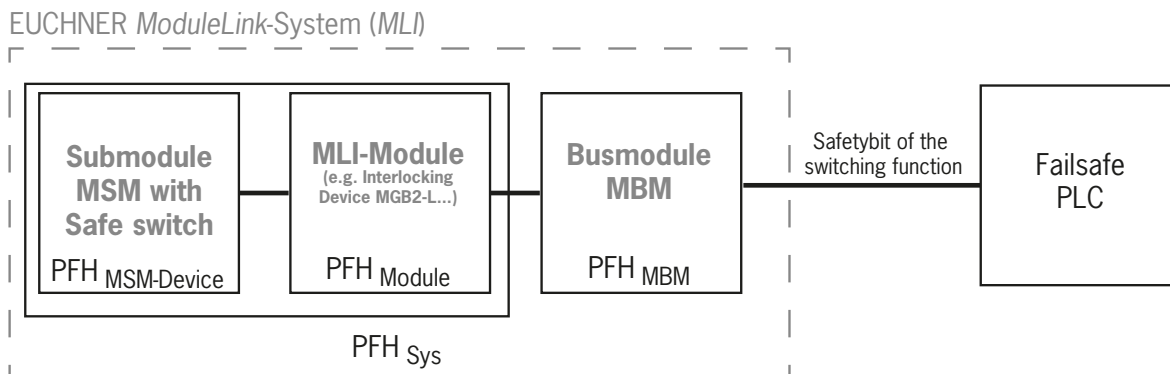 EUCHNER ModuleLink-System (MLI)
Submodule
MSM with
Safe switch
PFH MSM-Device
MLI-Module
(e.g. Interlocking
Device MGB2-L...)
PFH Module
Busmodule
MBM
PFH MBM
PFH Sys
Safetybit of the
switching function
Failsafe
PLC